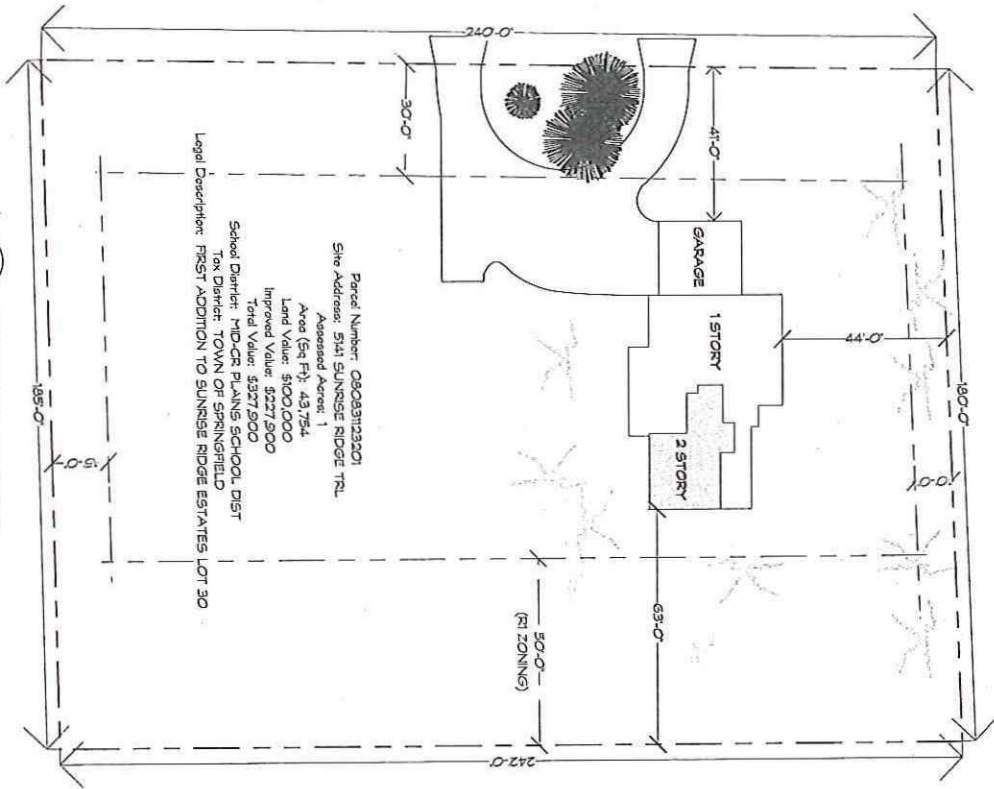 240'-0"
30'-0"
41'-0"
GARAGE
1 STORY
2 STORY
44'-0"
180'-0"
185'-0"
15'-0"
63'-0"
50'-0"
(R1 ZONING)
242'-0"
Parcel Number: 080831123201
Site Address: 5141 SUNRISE RIDGE TRL
Assessed Acres: 1
Area (Sq Ft): 43,754
Land Value: $100,000
Improved Value: $227,900
Total Value: $327,900
School District: MID-CR PLAINS SCHOOL DIST
Tax District: TOWN OF SPRINGFIELD
Legal Description: FIRST ADDITION TO SUNRISE RIDGE ESTATES LOT 30